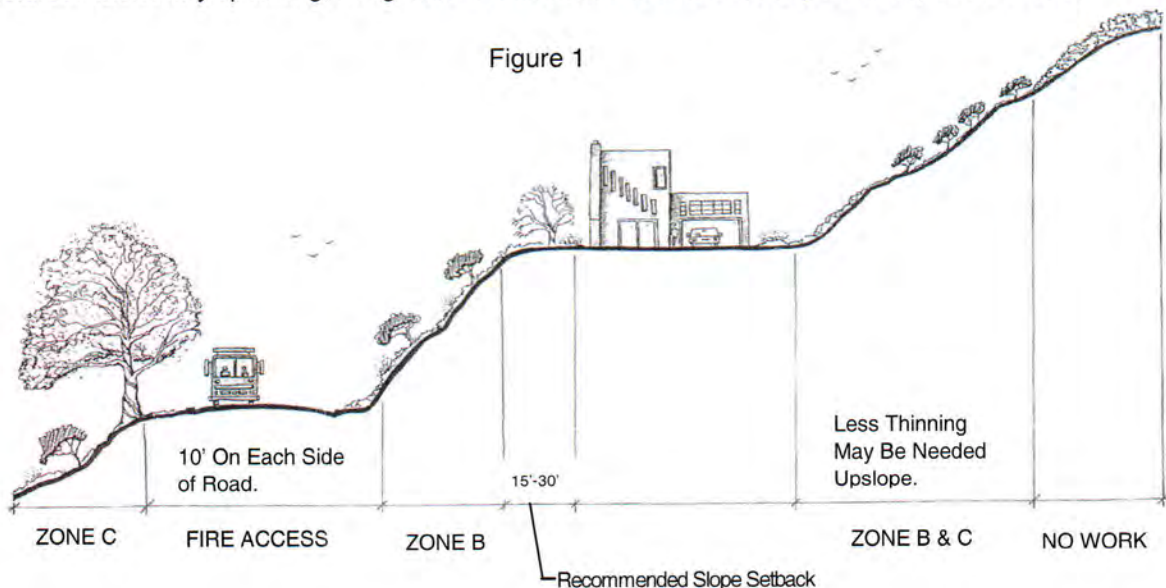 Figure 1
10' On Each Side
of Road.
15'-30'
Less Thinning
May Be Needed
Upslope.
ZONE C
FIRE ACCESS
ZONE B
ZONE B & C
NO WORK
Recommended Slope Setback